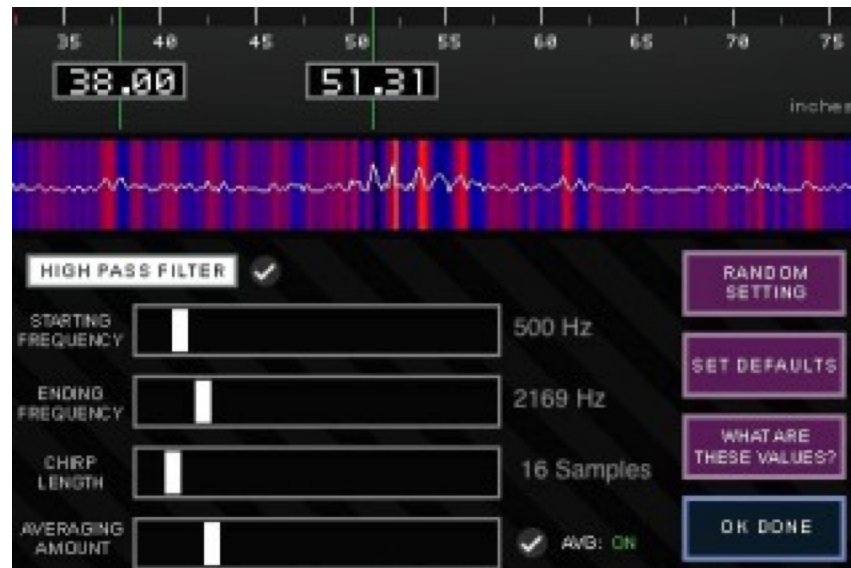 35 40 45 50 55 60 65 70 75
38.00 51.31
inches
HIGH PASS FILTER
RANDOM
SETTING
STARTING
FREQUENCY
500 Hz
SET DEFAULTS
ENDING
FREQUENCY
2169 Hz
WHAT ARE
THESE VALUES?
CHIRP
LENGTH
16 Samples
AVERAGING
AMOUNT
AVG: ON
OK DONE